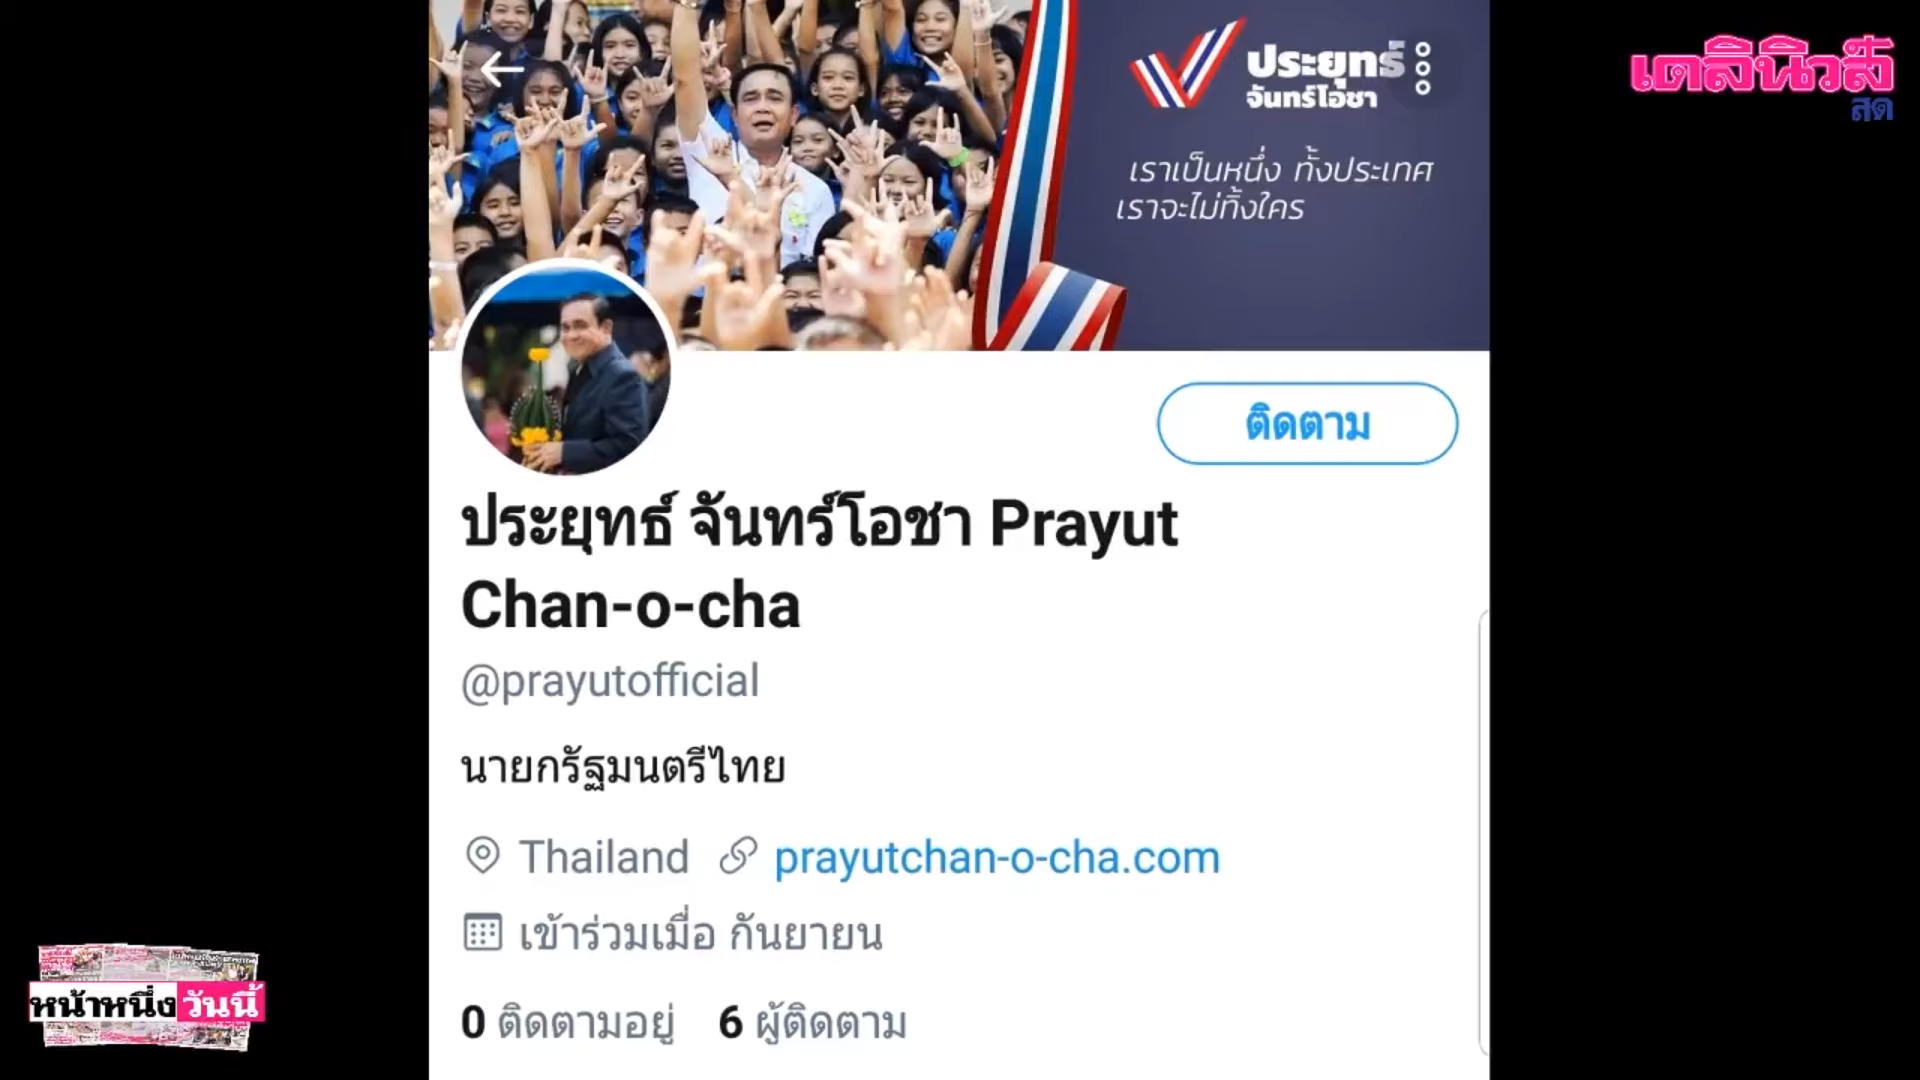 เดลินิวส์
สด
ประยุทธ์
จันทร์โอชา
เราเป็นหนึ่ง ทั้งประเทศ
เราจะไม่ทิ้งใคร
ติดตาม
ประยุทธ์ จันทร์โอชา Prayut
Chan-o-cha
@prayutofficial
นายกรัฐมนตรีไทย
Thailand prayutchan-o-cha.com
เข้าร่วมเมื่อ กันยายน
0 ติดตามอยู่ 6 ผู้ติดตาม
หน้าหนึ่งวันนี้